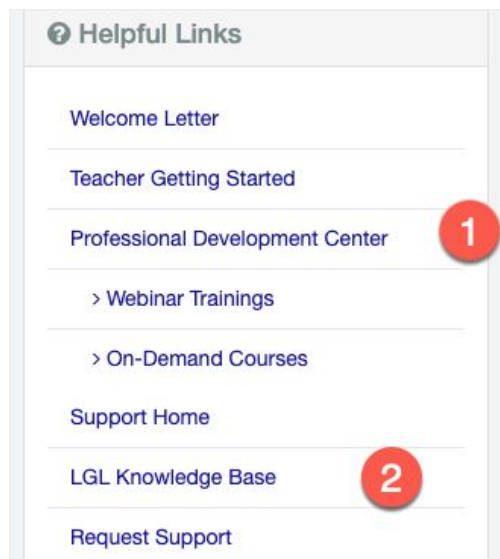 Helpful Links
Welcome Letter
Teacher Getting Started
Professional Development Center
1
> Webinar Trainings
> On-Demand Courses
Support Home
LGL Knowledge Base
2
Request Support